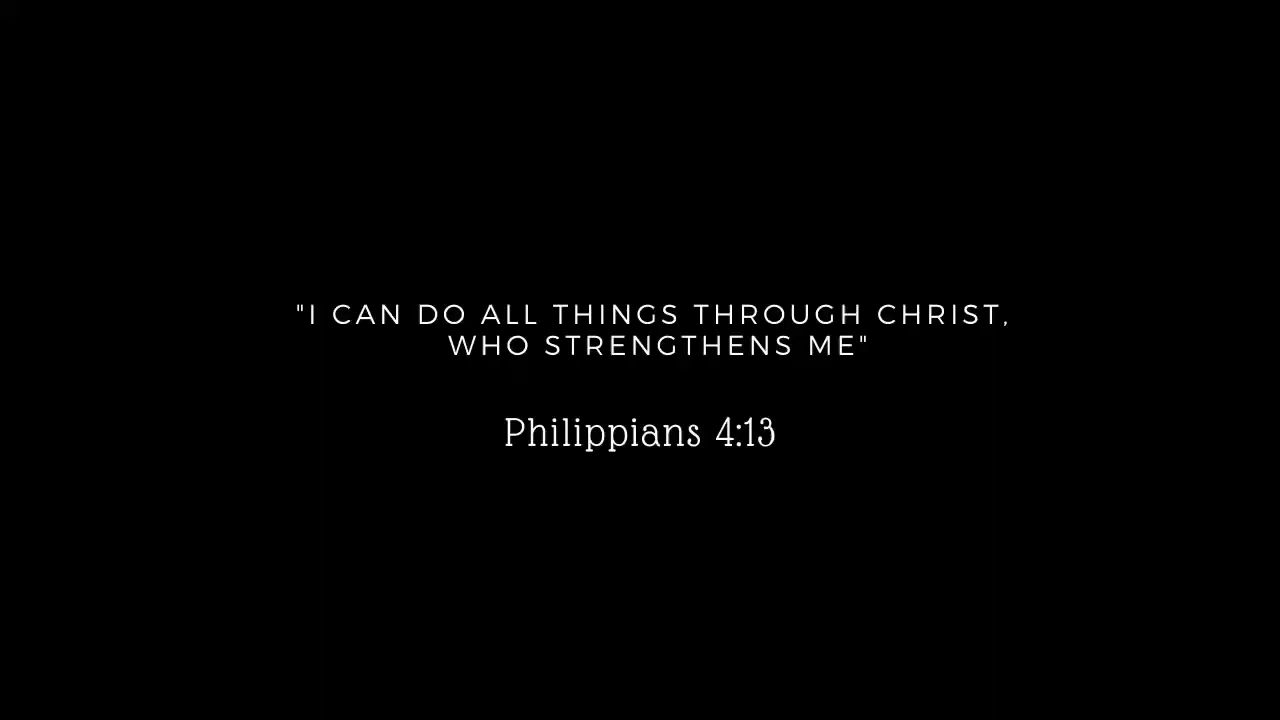 "I CAN DO ALL THINGS THROUGH CHRIST,
WHO STRENGTHENS ME"
Philippians 4:13